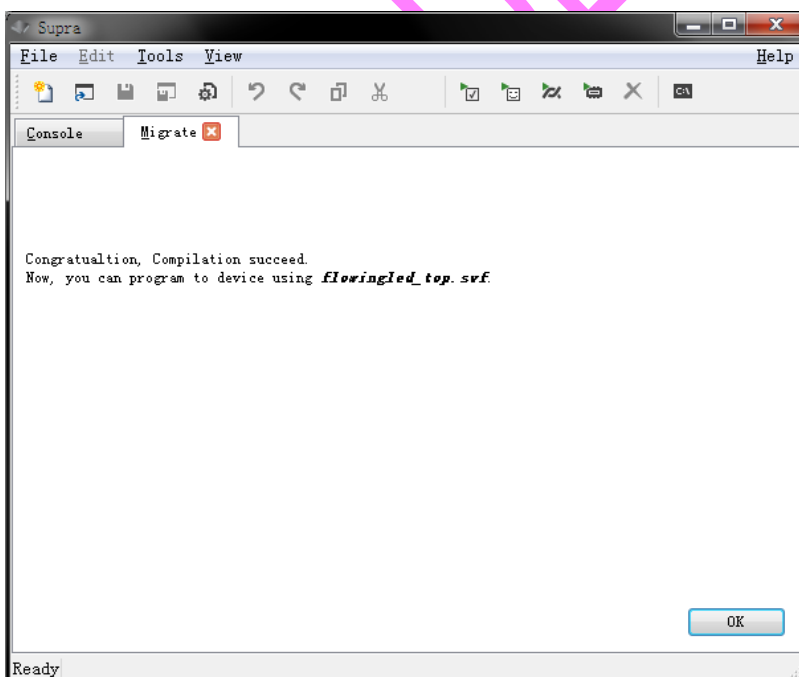 Supra
File Edit Tools View Help
C:\
Console Migrate
Congratualtion, Compilation succeed.
Now, you can program to device using flowingled_top.svf.
OK
Ready